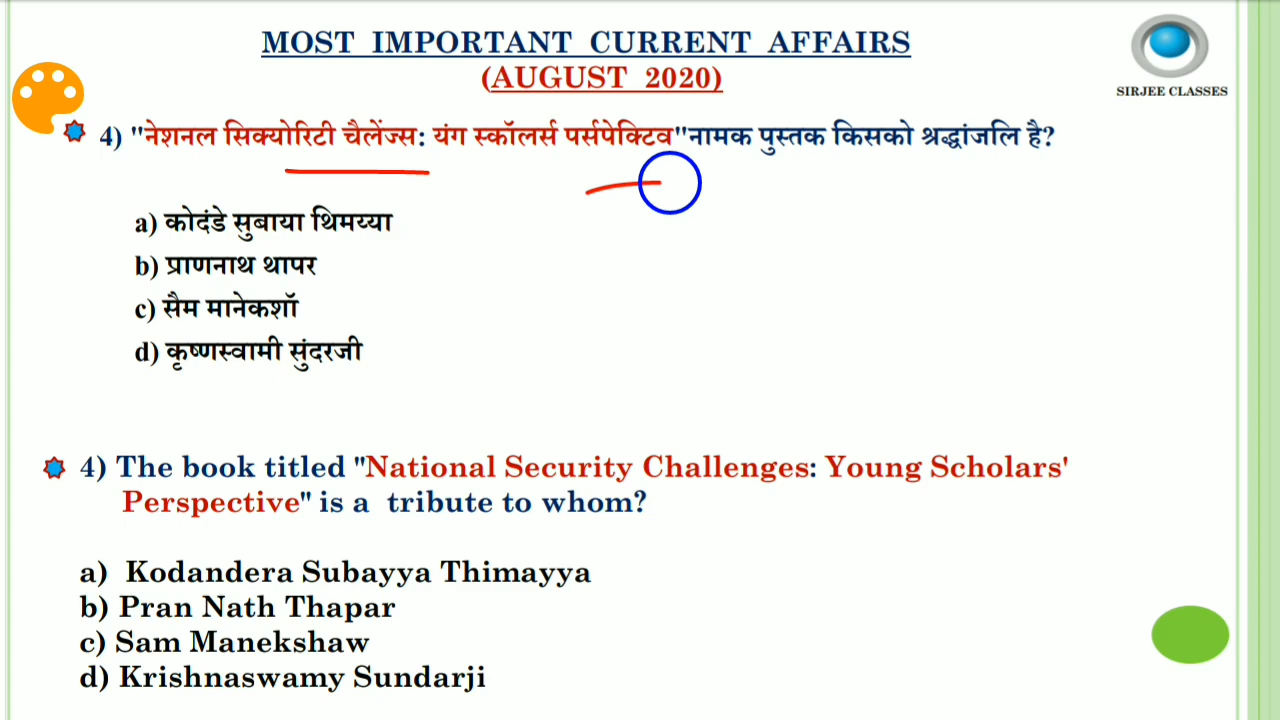 MOST IMPORTANT CURRENT AFFAIRS
(AUGUST 2020)
SIRJEE CLASSES
4) "नेशनल सिक्योरिटी चैलेंज्स: यंग स्कॉलर्स पर्सपेक्टिव"नामक पुस्तक किसको श्रद्धांजलि है?
a) कोदंडे सुबाया थिमय्या
b) प्राणनाथ थापर
c) सैम मानेकशॉ
d) कृष्णस्वामी सुंदरजी
4) The book titled "National Security Challenges: Young Scholars'
Perspective" is a tribute to whom?
a) Kodandera Subayya Thimayya
b) Pran Nath Thapar
c) Sam Manekshaw
d) Krishnaswamy Sundarji